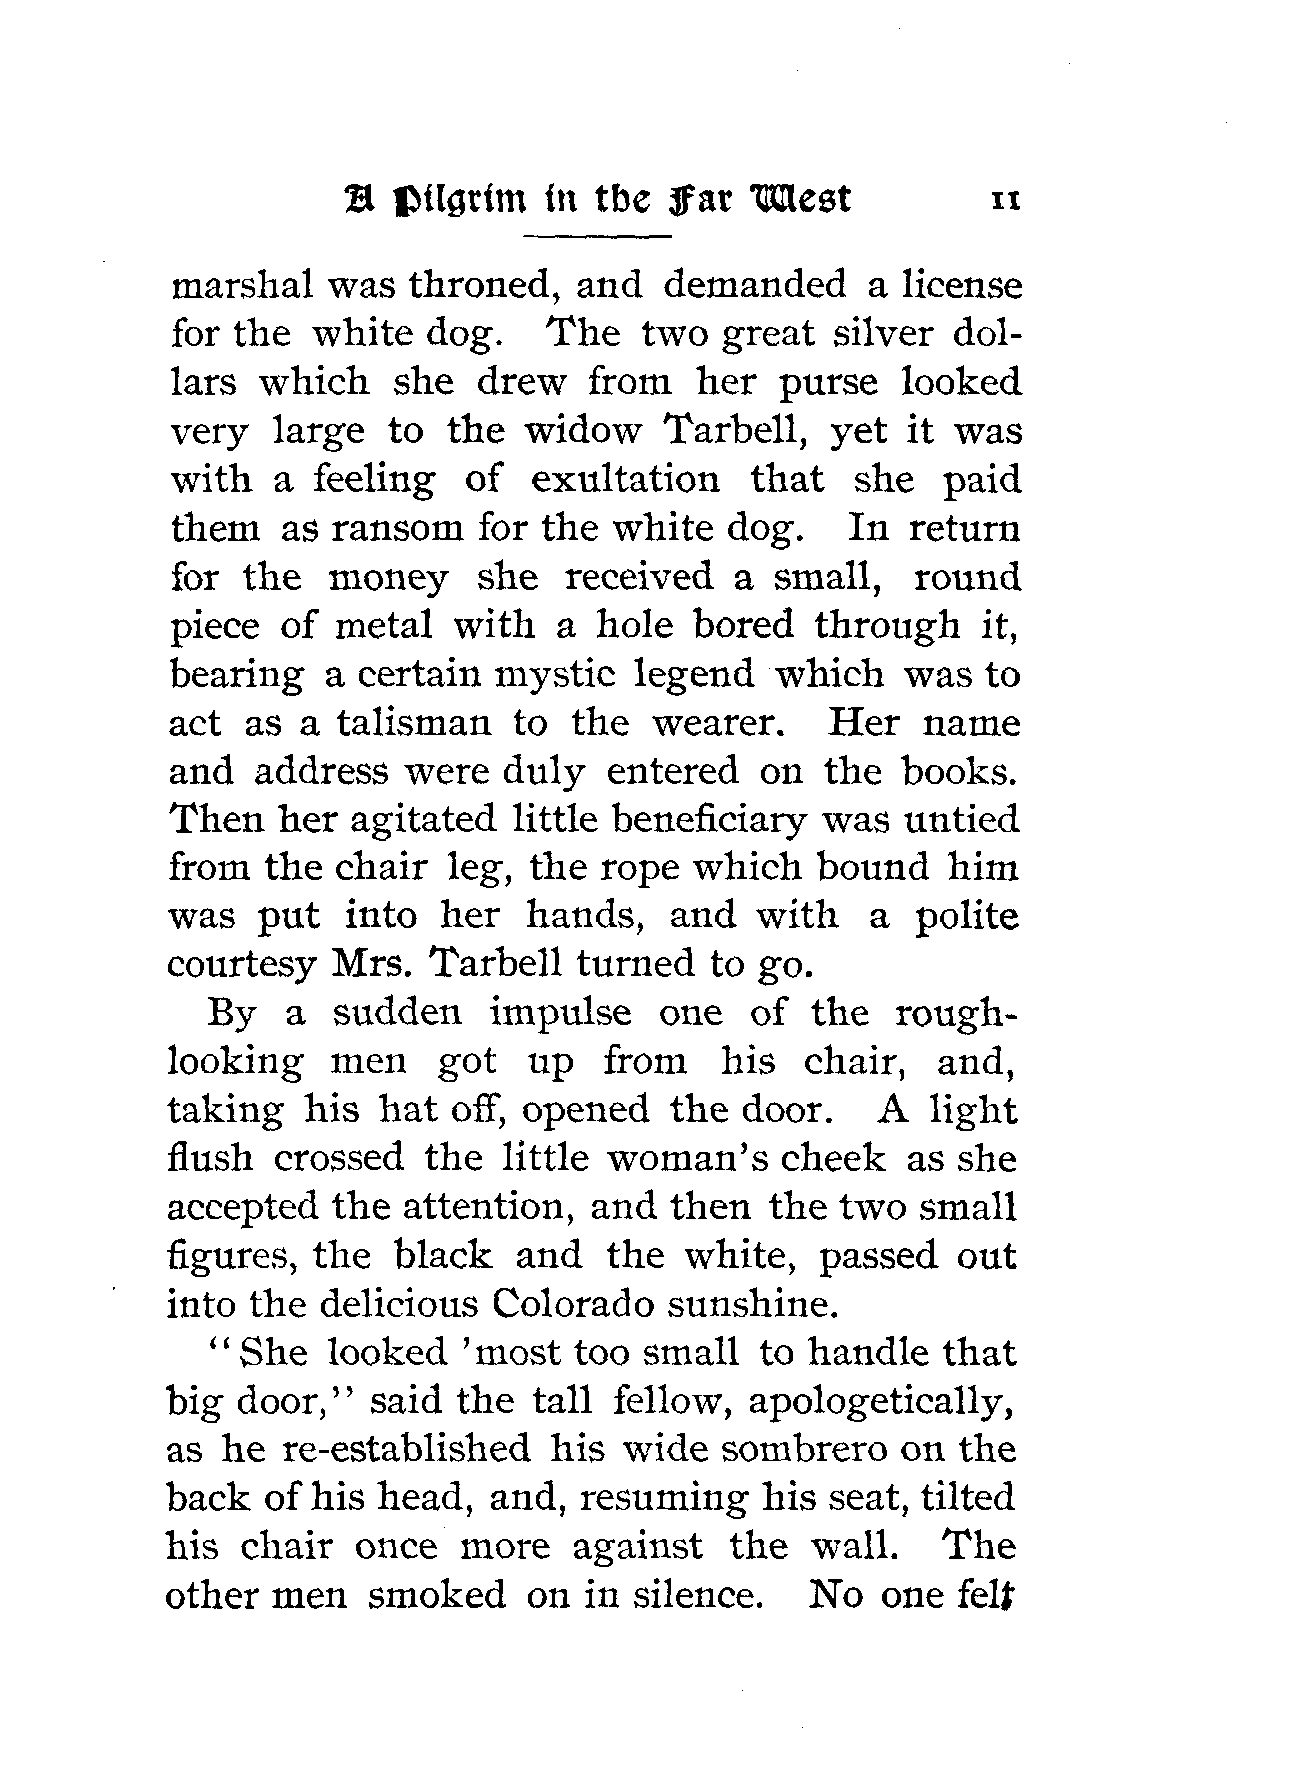 A Pilgrim in the Far West 11
marshal was throned, and demanded a license
for the white dog. The two great silver dol-
lars which she drew from her purse looked
very large to the widow Tarbell, yet it was
with a feeling of exultation that she paid
them as ransom for the white dog. In return
for the money she received a small, round
piece of metal with a hole bored through it,
bearing a certain mystic legend which was to
act as a talisman to the wearer. Her name
and address were duly entered on the books.
Then her agitated little beneficiary was untied
from the chair leg, the rope which bound him
was put into her hands, and with a polite
courtesy Mrs. Tarbell turned to go.
By a sudden impulse one of the rough-
looking men got up from his chair, and,
taking his hat off, opened the door. A light
flush crossed the little woman's cheek as she
accepted the attention, and then the two small
figures, the black and the white, passed out
into the delicious Colorado sunshine.
"She looked 'most too small to handle that
big door," said the tall fellow, apologetically,
as he re-established his wide sombrero on the
back of his head, and, resuming his seat, tilted
his chair once more against the wall. The
other men smoked on in silence. No one felt